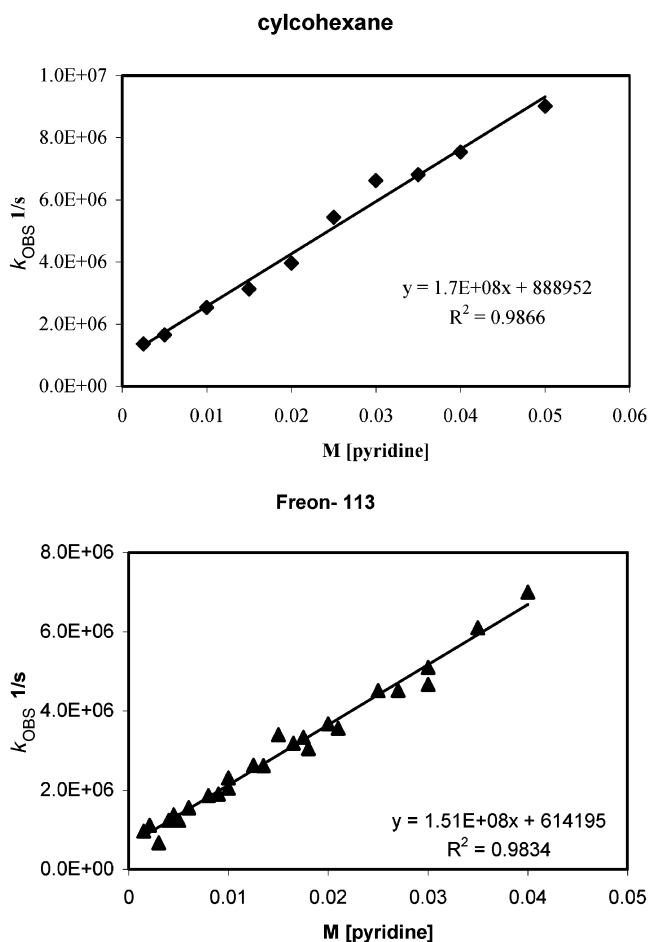 cylcohexane
1.0E+07
8.0E+06
6.0E+06
4.0E+06
2.0E+06
0.0E+00
kOBS 1/s
y = 1.7E+08x + 888952
R² = 0.9866
0 0.01 0.02 0.03 0.04 0.05 0.06
M [pyridine]
Freon- 113
8.0E+06
6.0E+06
4.0E+06
2.0E+06
0.0E+00
kOBS 1/s
y = 1.51E+08x + 614195
R² = 0.9834
0 0.01 0.02 0.03 0.04 0.05
M [pyridine]